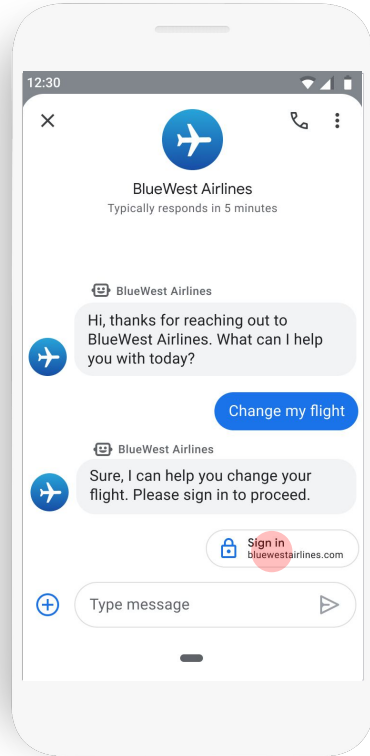 12:30
BlueWest Airlines
Typically responds in 5 minutes
BlueWest Airlines
Hi, thanks for reaching out to
BlueWest Airlines. What can I help
you with today?
Change my flight
BlueWest Airlines
Sure, I can help you change your
flight. Please sign in to proceed.
Sign in
bluewestairlines.com
Type message